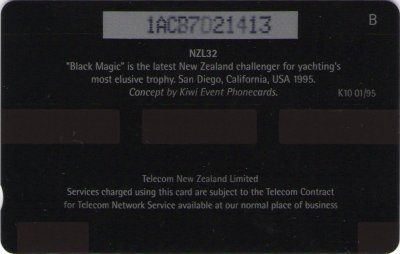 1ACB7021413
B
NZL32
"Black Magic" is the latest New Zealand challenger for yachting's
most elusive trophy. San Diego, California, USA 1995.
Concept by Kiwi Event Phonecards.
K10 01/95
Telecom New Zealand Limited
Services charged using this card are subject to the Telecom Contract
for Telecom Network Service available at our normal place of business